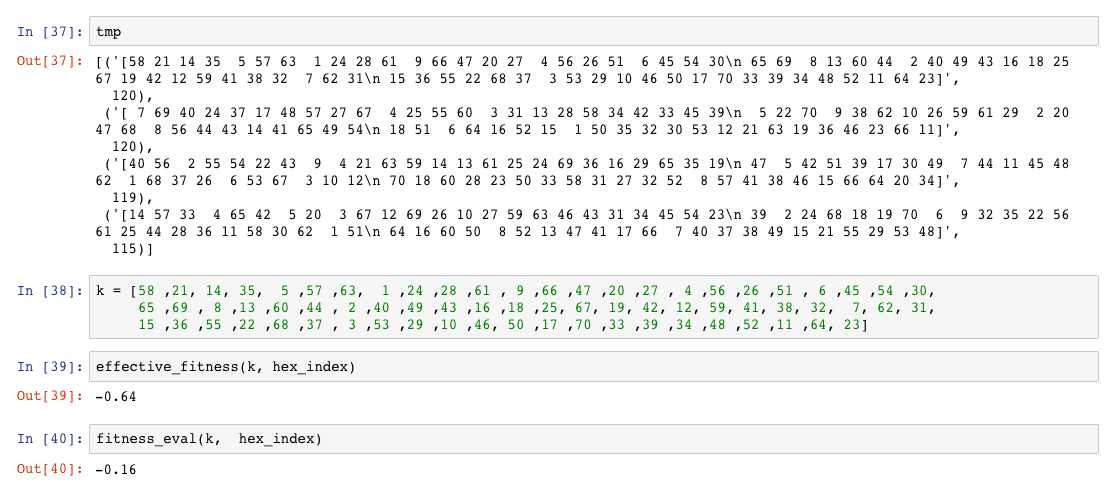 In [37]: tmp
Out[37]: [('[58 21 14 35  5 57 63  1 24 28 61  9 66 47 20 27  4 56 26 51  6 45 54 30\n 65 69  8 13 60 44  2 40 49 43 16 18 25
67 19 42 12 59 41 38 32  7 62 31\n 15 36 55 22 68 37  3 53 29 10 46 50 17 70 33 39 34 48 52 11 64 23]',
120),
('[ 7 69 40 24 37 17 48 57 27 67  4 25 55 60  3 31 13 28 58 34 42 33 45 39\n  5 22 70  9 38 62 10 26 59 61 29  2 20
47 68  8 56 44 43 14 41 65 49 54\n 18 51  6 64 16 52 15  1 50 35 32 30 53 12 21 63 19 36 46 23 66 11]',
120),
('[40 56  2 55 54 22 43  9  4 21 63 59 14 13 61 25 24 69 36 16 29 65 35 19\n 47  5 42 51 39 17 30 49  7 44 11 45 48
62  1 68 37 26  6 53 67  3 10 12\n 70 18 60 28 23 50 33 58 31 27 32 52  8 57 41 38 46 15 66 64 20 34]',
119),
('[14 57 33  4 65 42  5 20  3 67 12 69 26 10 27 59 63 46 43 31 34 45 54 23\n 39  2 24 68 18 19 70  6  9 32 35 22 56
61 25 44 28 36 11 58 30 62  1 51\n 64 16 60 50  8 52 13 47 41 17 66  7 40 37 38 49 15 21 55 29 53 48]',
115)]
In [38]: k = [58 ,21, 14, 35,  5 ,57 ,63,  1 ,24 ,28 ,61 , 9 ,66 ,47 ,20 ,27 , 4 ,56 ,26 ,51 , 6 ,45 ,54 ,30,
65 ,69 , 8 ,13 ,60 ,44 , 2 ,40 ,49 ,43 ,16 ,18 ,25, 67, 19, 42, 12, 59, 41, 38, 32,  7, 62, 31,
15 ,36 ,55 ,22 ,68 ,37 , 3 ,53 ,29 ,10 ,46, 50 ,17 ,70 ,33 ,39 ,34 ,48 ,52 ,11 ,64, 23]
In [39]: effective_fitness(k, hex_index)
Out[39]: -0.64
In [40]: fitness_eval(k,  hex_index)
Out[40]: -0.16